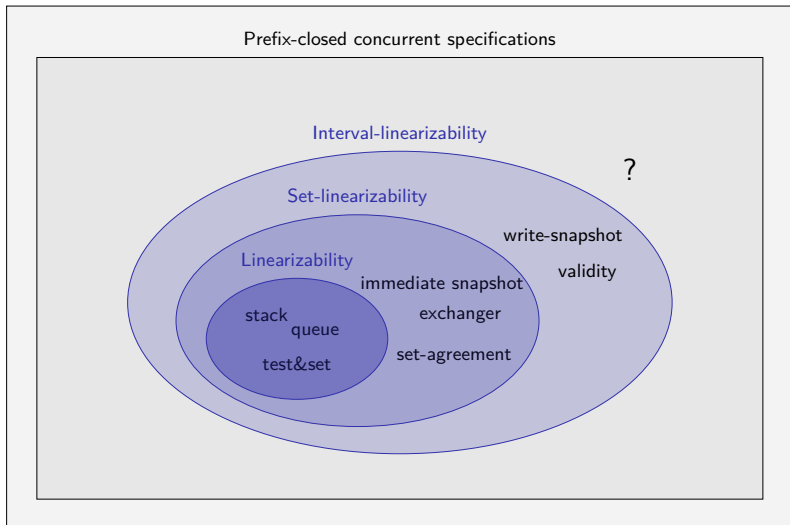 Prefix-closed concurrent specifications
Interval-linearizability
?
Set-linearizability
write-snapshot
Linearizability
validity
immediate snapshot
stack
exchanger
queue
set-agreement
test&set